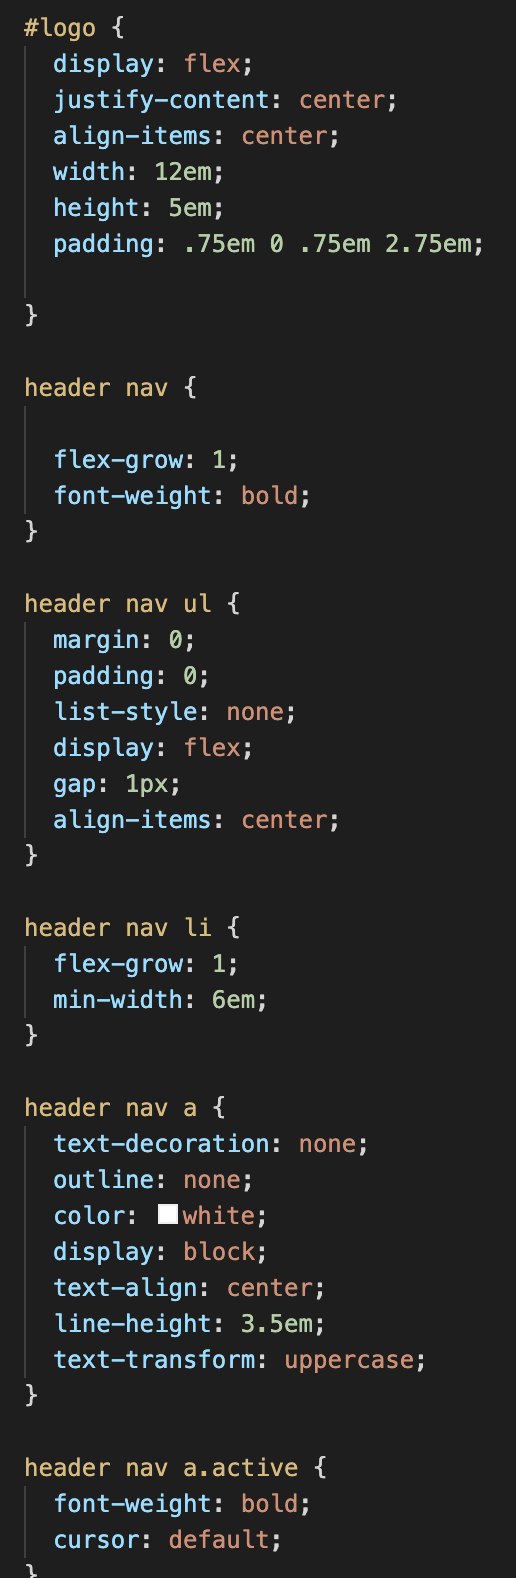 #logo {
  display: flex;
  justify-content: center;
  align-items: center;
  width: 12em;
  height: 5em;
  padding: .75em 0 .75em 2.75em;

}

header nav {

  flex-grow: 1;
  font-weight: bold;
}

header nav ul {
  margin: 0;
  padding: 0;
  list-style: none;
  display: flex;
  gap: 1px;
  align-items: center;
}

header nav li {
  flex-grow: 1;
  min-width: 6em;
}

header nav a {
  text-decoration: none;
  outline: none;
  color: white;
  display: block;
  text-align: center;
  line-height: 3.5em;
  text-transform: uppercase;
}

header nav a.active {
  font-weight: bold;
  cursor: default;
}